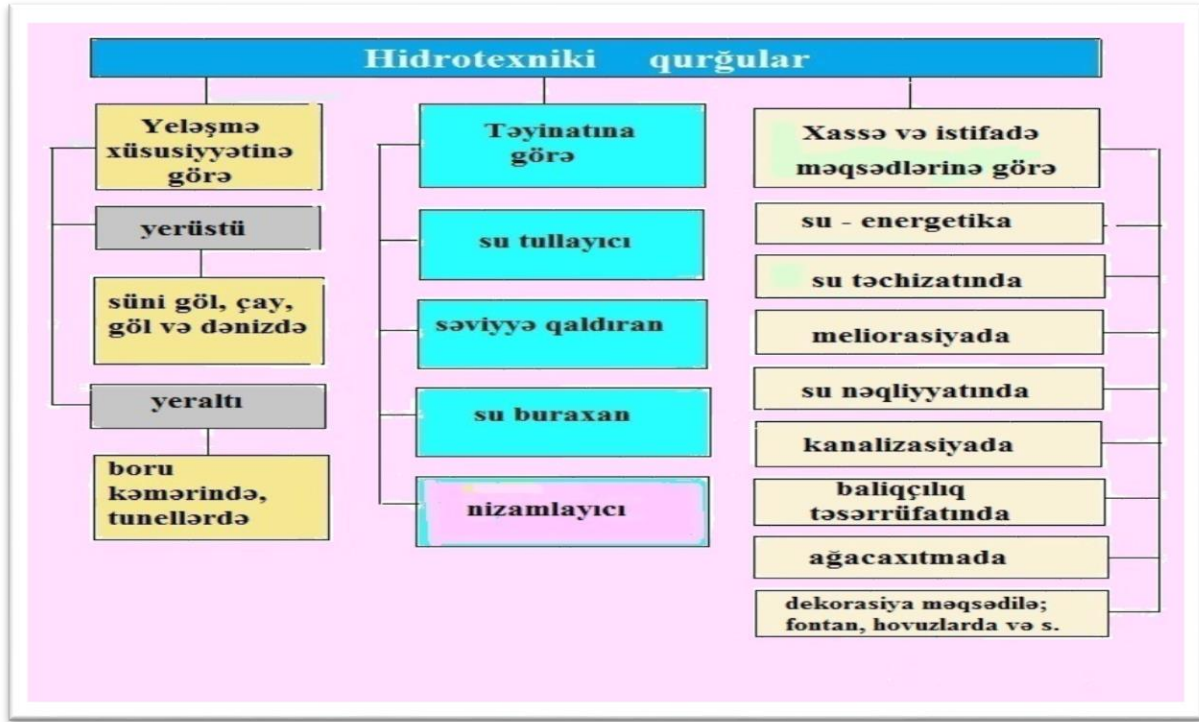 Hidrotexniki qurğular
Yeləşmə
xüsusiyyətinə
görə
yerüstü
süni göl, çay,
göl və dənizdə
yeraltı
boru
kəmərində,
tunellərdə
Təyinatına
görə
su tullayıcı
səviyyə qaldıran
su buraxan
nizamlayıcı
Xassə və istifadə
məqsədlərinə görə
su - energetika
su təchizatında
meliorasiyada
su nəqliyyatında
kanalizasiyada
baliqçılıq
təsərrüfatında
ağacaxıtmada
dekorasiya məqsədilə;
fontan, hovuzlarda və s.